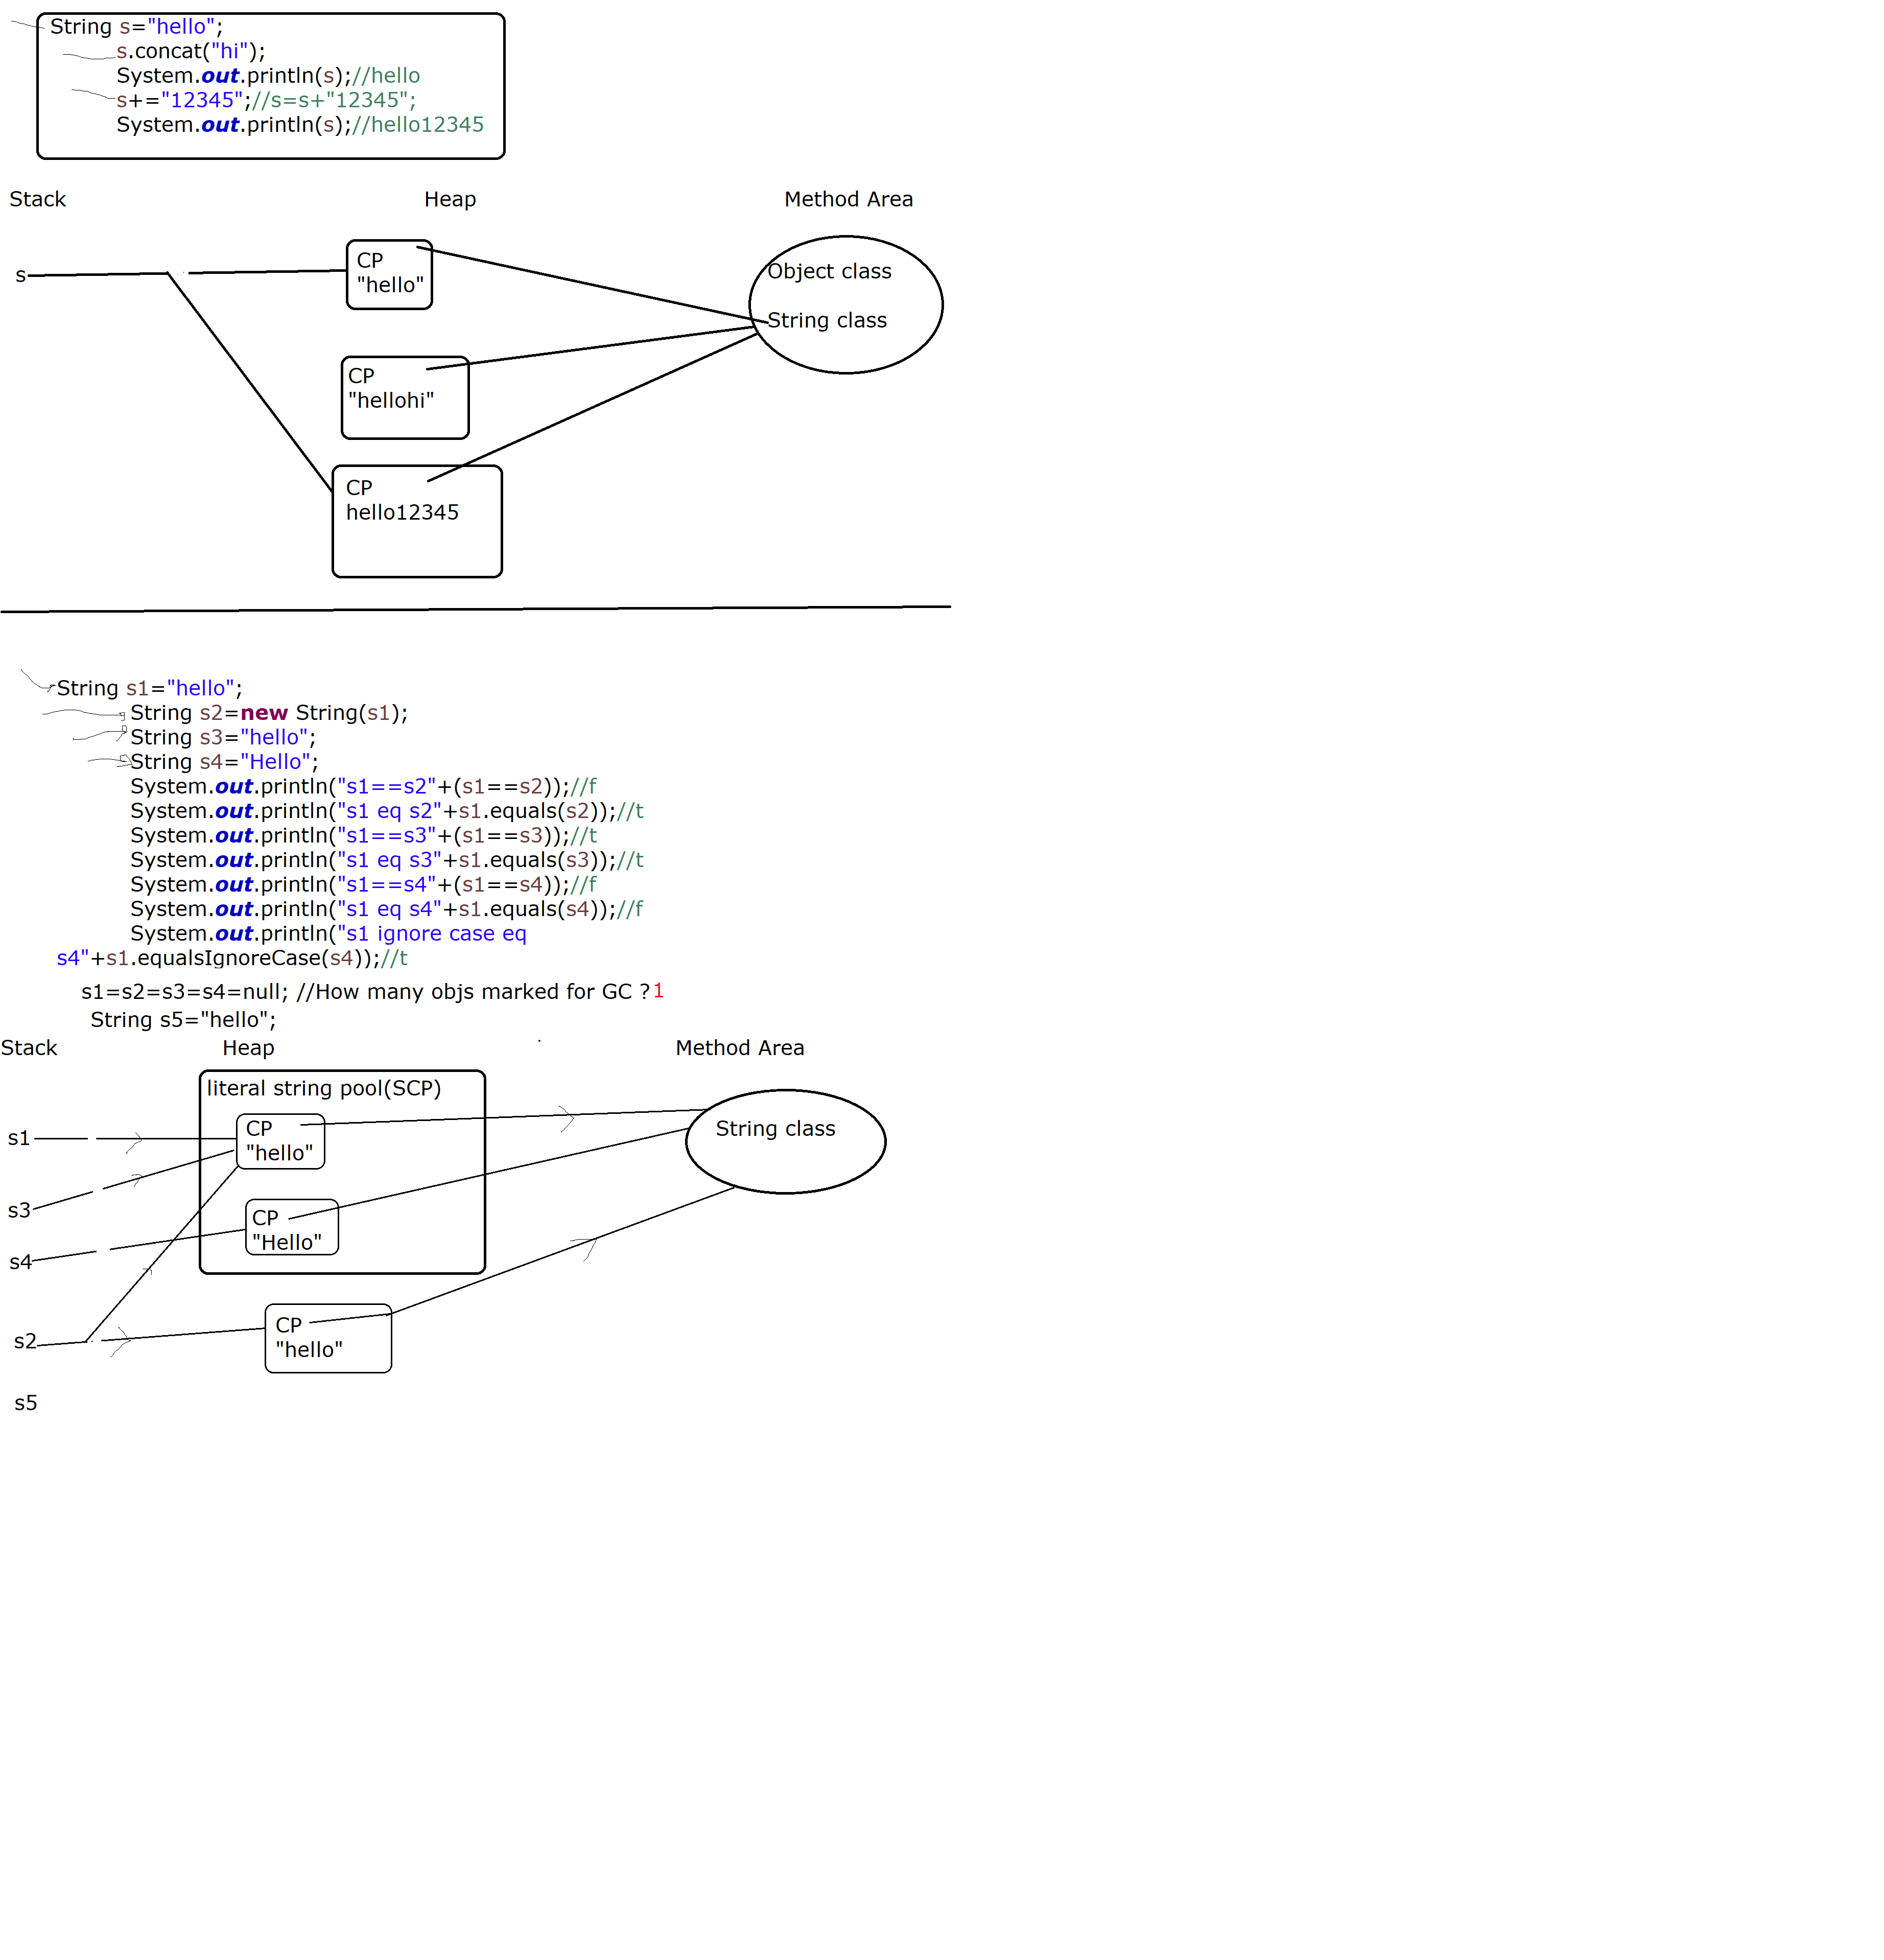 String s="hello";
s.concat("hi");
System.out.println(s);//hello
s+="12345";//s=s+"12345";
System.out.println(s);//hello12345
Stack Heap Method Area
s
CP
"hello"
Object class
String class
CP
"hellohi"
CP
hello12345
String s1="hello";
String s2=new String(s1);
String s3="hello";
String s4="Hello";
System.out.println("s1==s2"+(s1==s2));//f
System.out.println("s1 eq s2"+s1.equals(s2));//t
System.out.println("s1==s3"+(s1==s3));//t
System.out.println("s1 eq s3"+s1.equals(s3));//t
System.out.println("s1==s4"+(s1==s4));//f
System.out.println("s1 eq s4"+s1.equals(s4));//f
System.out.println("s1 ignore case eq
s4"+s1.equalsIgnoreCase(s4));//t
s1=s2=s3=s4=null; //How many objs marked for GC ?1
String s5="hello";
Stack Heap Method Area
literal string pool(SCP)
s1
CP
"hello"
String class
s3
s4
CP
"Hello"
s2
CP
"hello"
s5